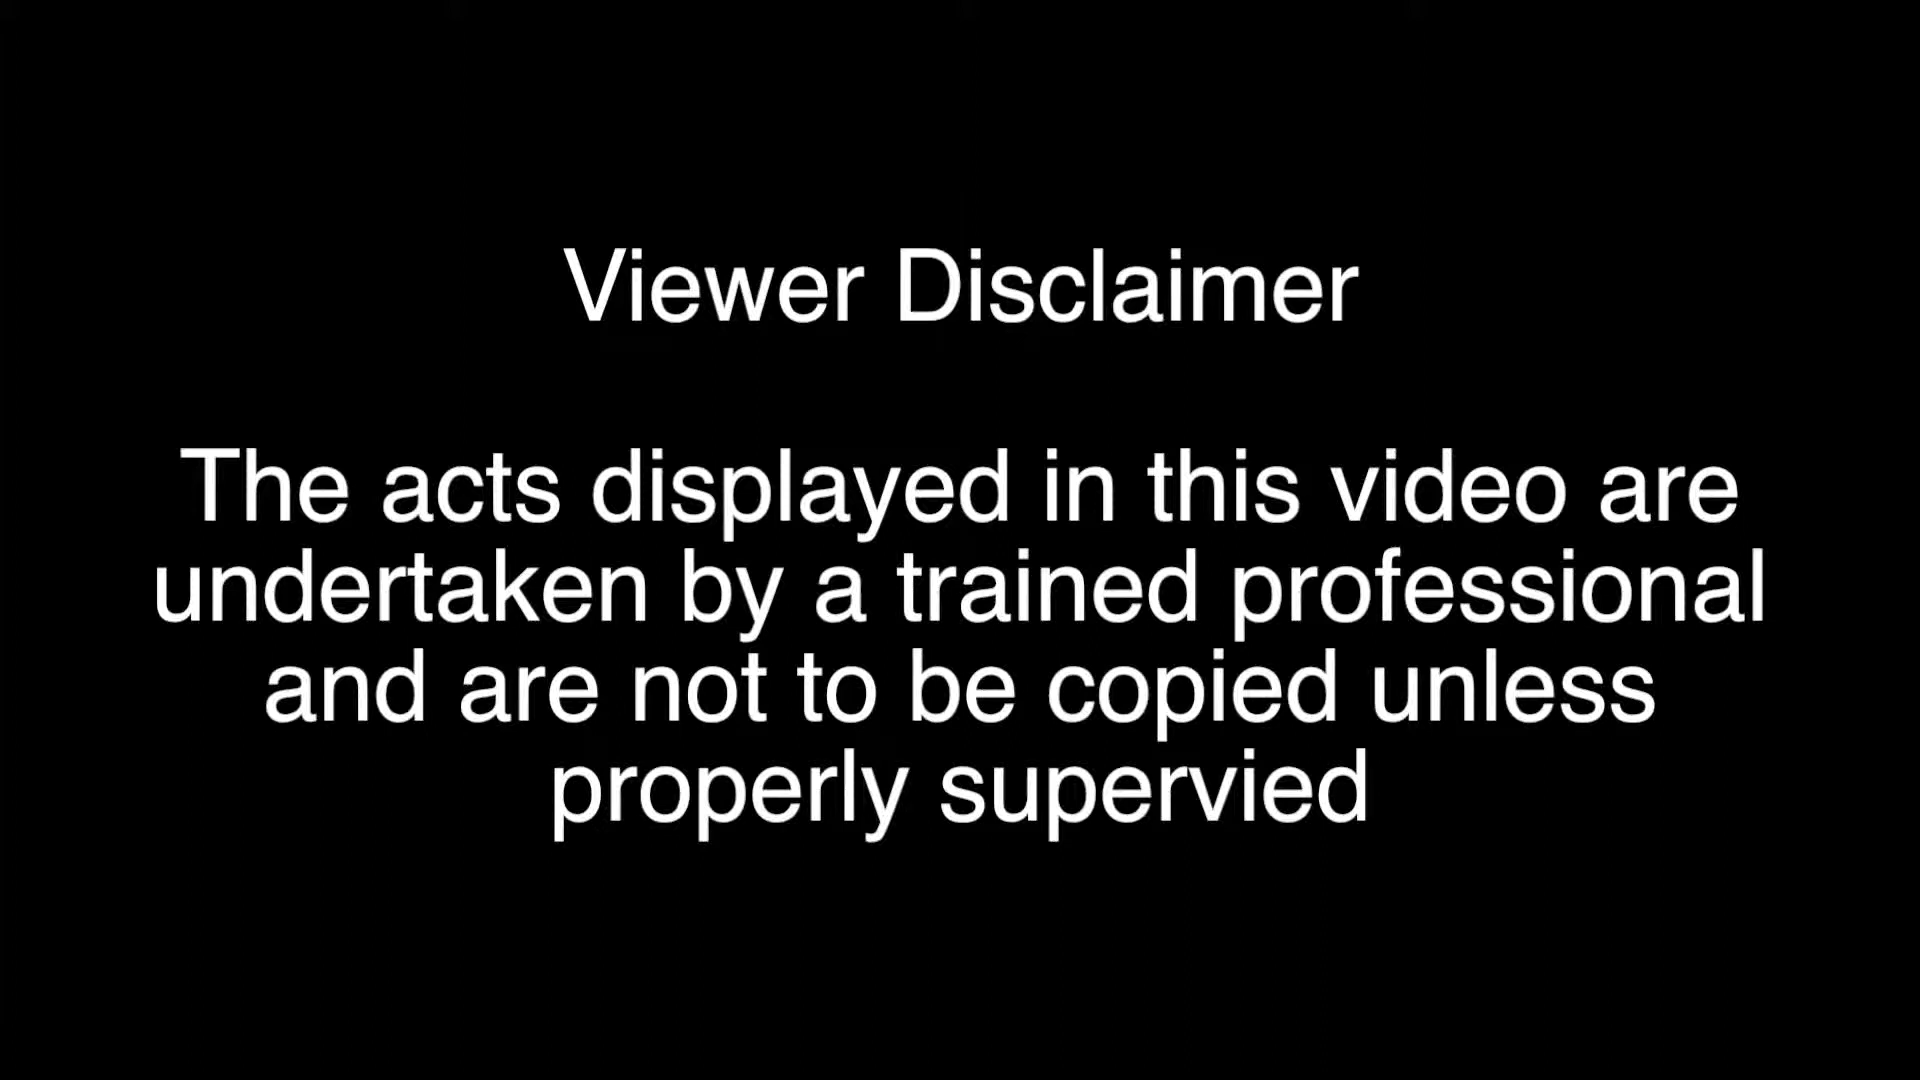 Viewer Disclaimer
The acts displayed in this video are
undertaken by a trained professional
and are not to be copied unless
properly supervied